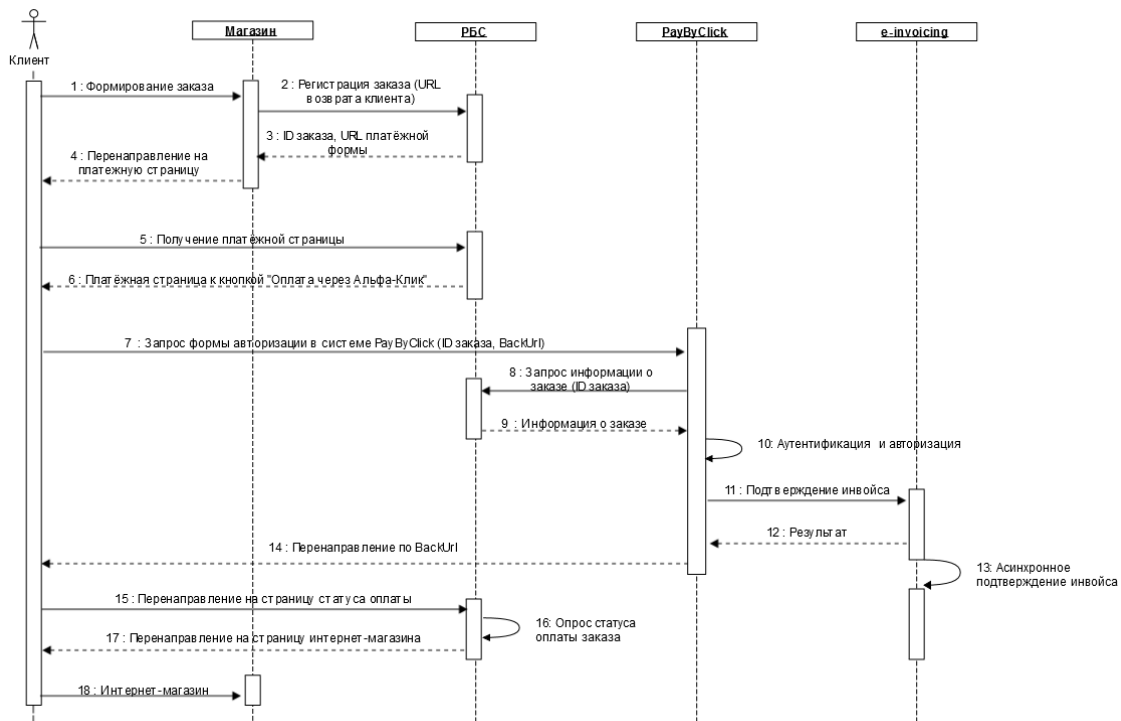 Клиент
Магазин
РБС
PayByClick
e-invoicing
1 : Формирование заказа
2 : Регистрация заказа (URL
возврата клиента)
3 : ID заказа, URL платёжной
формы
4 : Перенаправление на
платежную страницу
5 : Получение платёжной страницы
6 : Платёжная страница к кнопкой "Оплата через Альфа-Клик"
7 : Запрос формы авторизации в системе PayByClick (ID заказа, BackUrl)
8 : Запрос информации о
заказе (ID заказа)
9 : Информация о заказе
10: Аутентификация и авторизация
11 : Подтверждение инвойса
12 : Результат
14 : Перенаправление по BackUrl
13: Асинхронное
подтверждение инвойса
15 : Перенаправление на страницу статуса оплаты
16: Опрос статуса
оплаты заказа
17 : Перенаправление на страницу интернет-магазина
18 : Интернет-магазин